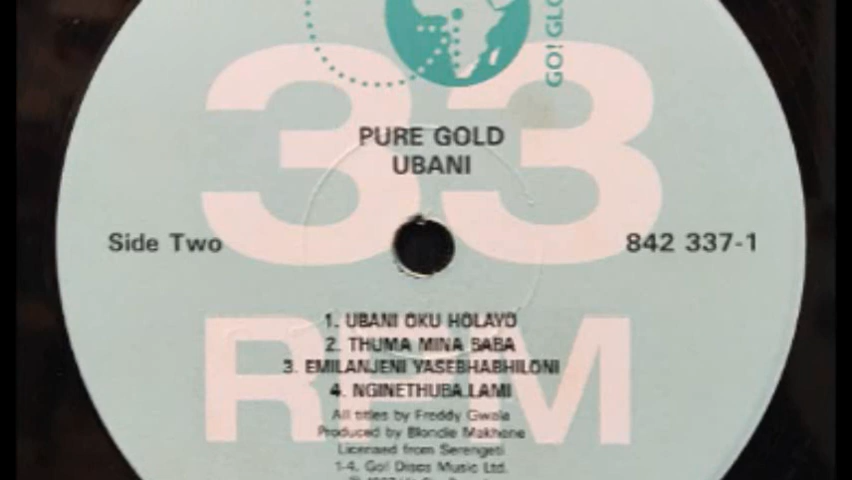 GO! GLO
33
PURE GOLD
UBANI
Side Two
842 337-1
RPM
1. UBANI OKU HOLAYO
2. THUMA MINA BABA
3. EMILANJENI YASEBHABHILONI
4. NGINETHUBA LAMI
All titles by Freddy Gwala
Produced by Blondie Makhene
Licensed from Serengeti
1-4. Go! Discs Music Ltd.